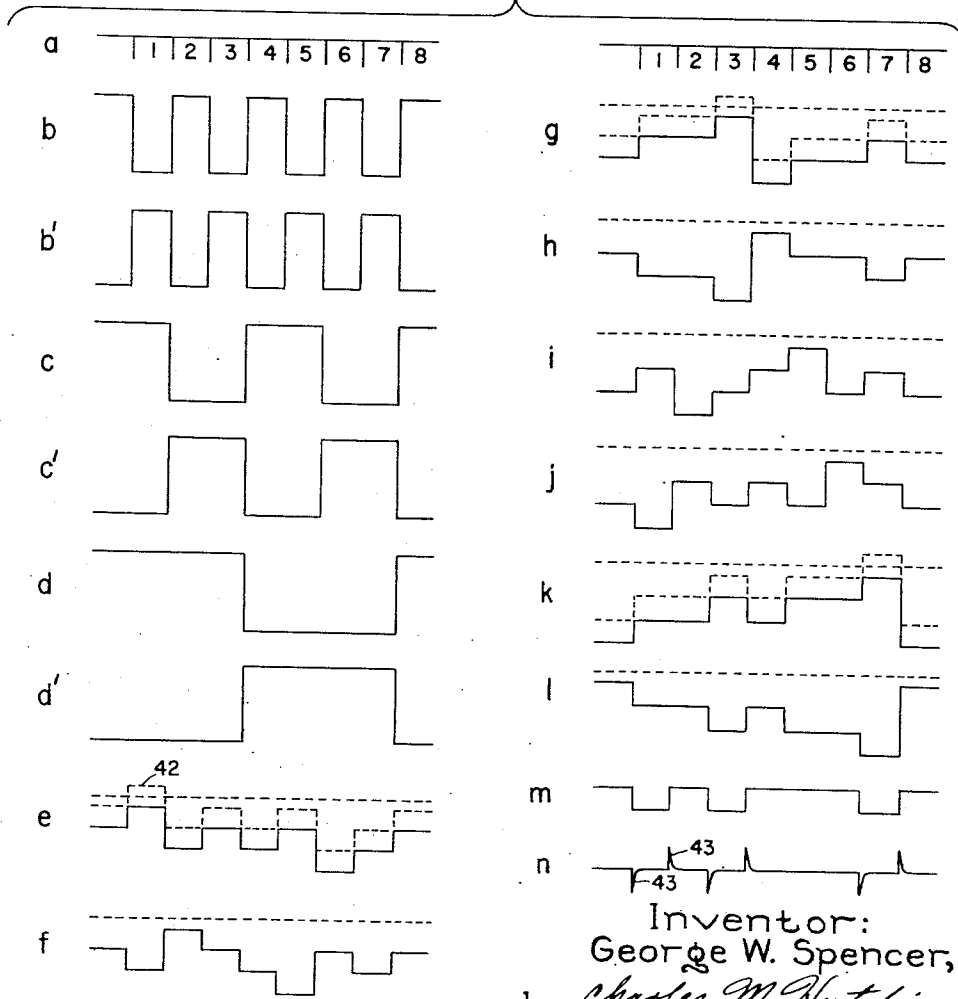 a 1 2 3 4 5 6 7 8
b
b'
c
c'
d
d'
42
e
f
1 2 3 4 5 6 7 8
g
h
i
j
k
l
m
n 43 43
Inventor:
George W. Spencer,
Charles M.